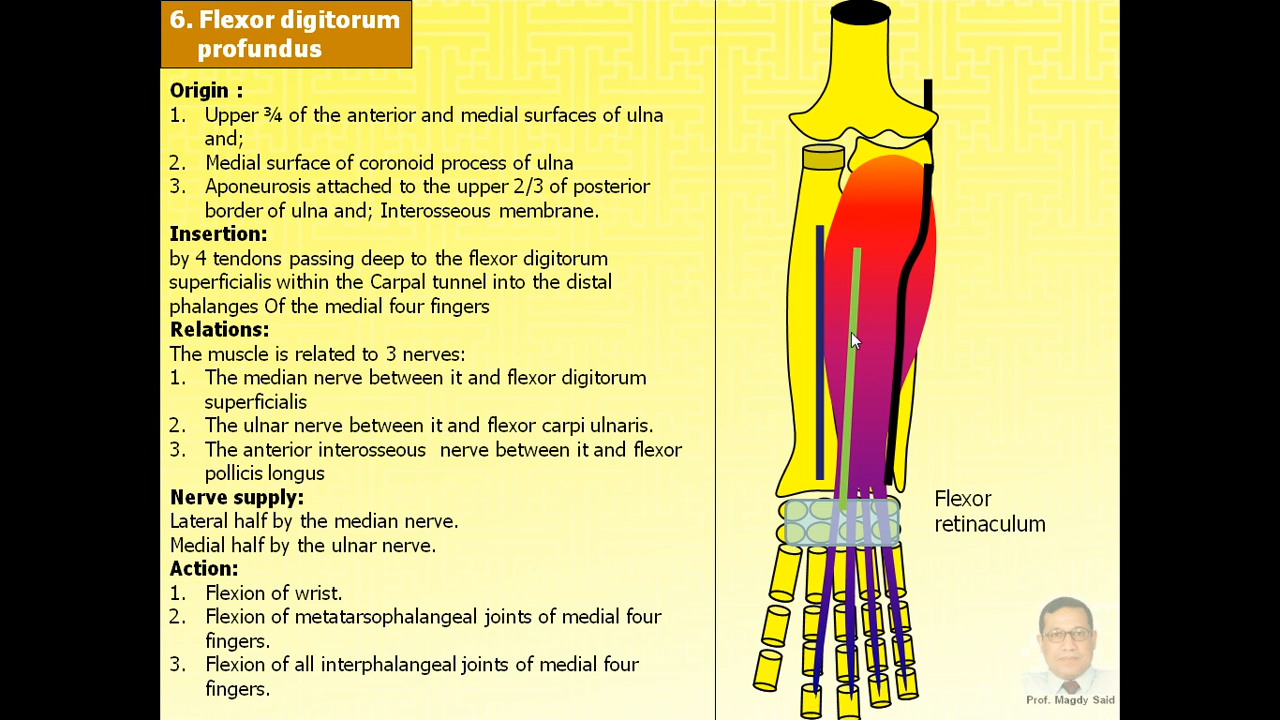 6. Flexor digitorum
profundus
Origin :
1. Upper ¾ of the anterior and medial surfaces of ulna
and;
2. Medial surface of coronoid process of ulna
3. Aponeurosis attached to the upper 2/3 of posterior
border of ulna and; Interosseous membrane.
Insertion:
by 4 tendons passing deep to the flexor digitorum
superficialis within the Carpal tunnel into the distal
phalanges Of the medial four fingers
Relations:
The muscle is related to 3 nerves:
1. The median nerve between it and flexor digitorum
superficialis
2. The ulnar nerve between it and flexor carpi ulnaris.
3. The anterior interosseous nerve between it and flexor
pollicis longus
Nerve supply:
Lateral half by the median nerve.
Medial half by the ulnar nerve.
Action:
1. Flexion of wrist.
2. Flexion of metatarsophalangeal joints of medial four
fingers.
3. Flexion of all interphalangeal joints of medial four
fingers.
Flexor
retinaculum
Prof. Magdy Said